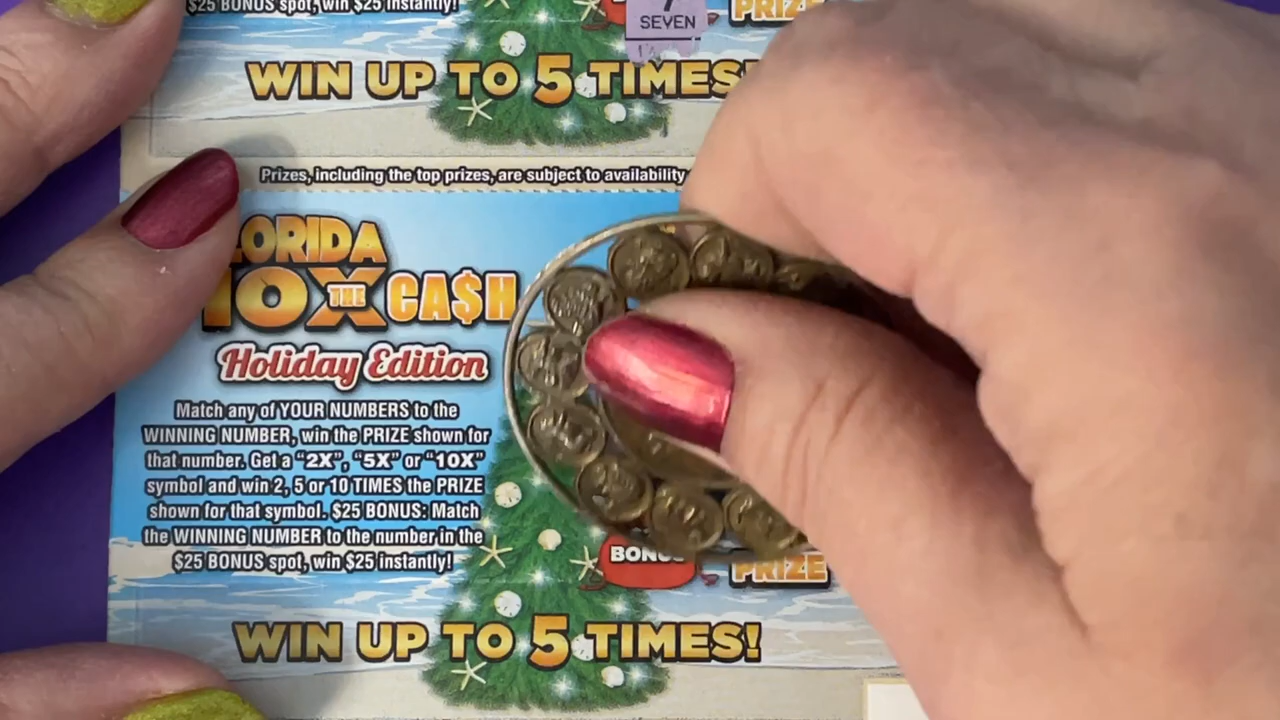 $25 BONUS spot, win $25 instantly!
PRIZE
7
SEVEN
WIN UP TO 5 TIMES!
Prizes, including the top prizes, are subject to availability
LORIDA
10X THE CA$H
Holiday Edition
Match any of YOUR NUMBERS to the
WINNING NUMBER, win the PRIZE shown for
that number. Get a "2X", "5X" or "10X"
symbol and win 2, 5 or 10 TIMES the PRIZE
shown for that symbol. $25 BONUS: Match
the WINNING NUMBER to the number in the
$25 BONUS spot, win $25 instantly!
BONUS
PRIZE
WIN UP TO 5 TIMES!